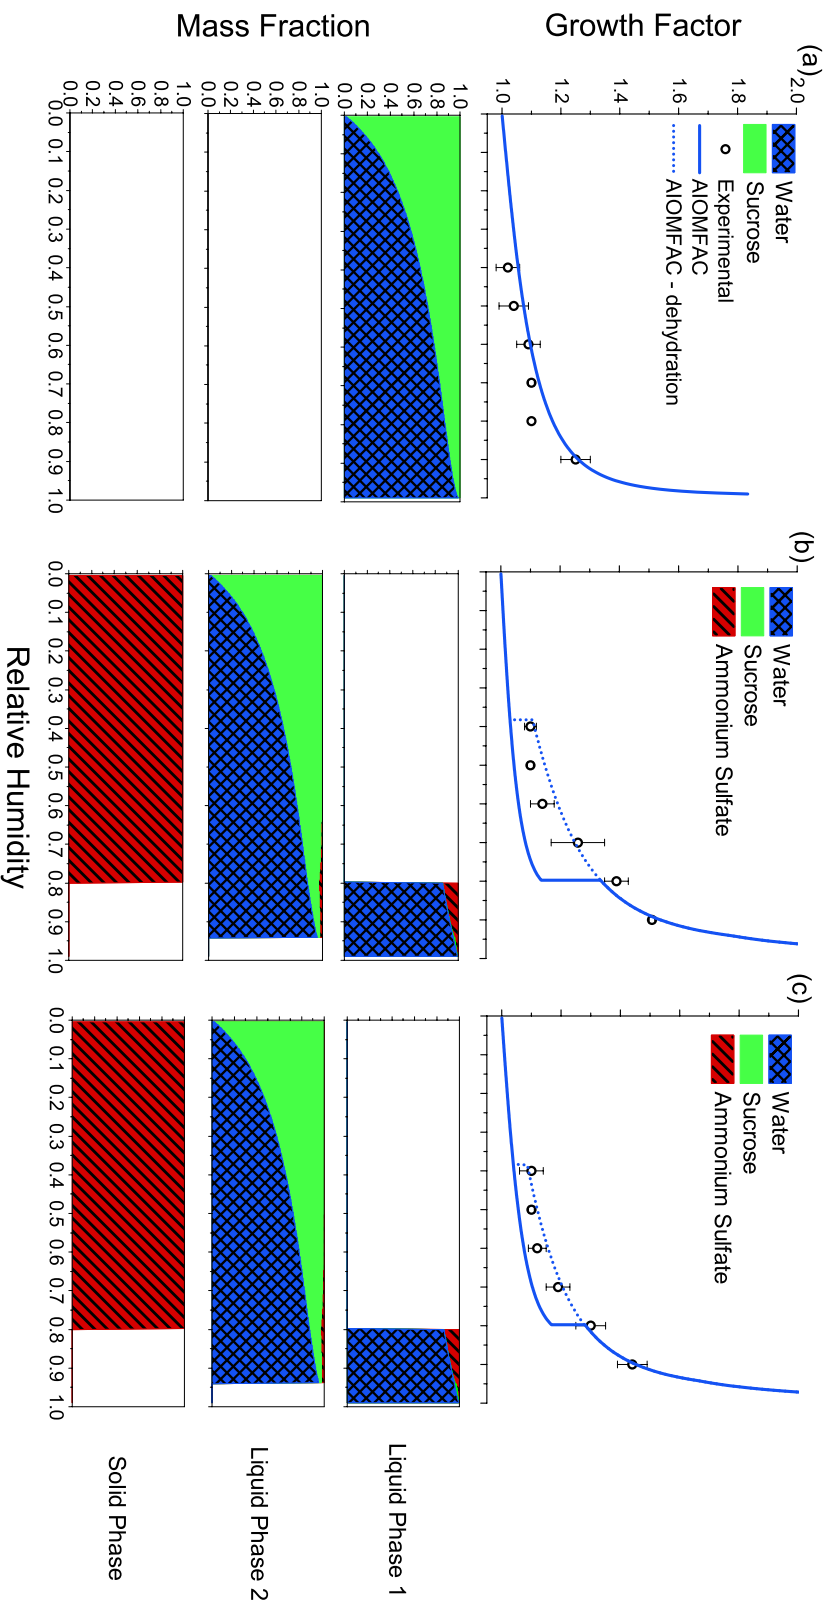 (a)
Growth Factor
2.0
1.8
1.6
1.4
1.2
1.0
Water
Sucrose
Experimental
AIOMFAC
AIOMFAC - dehydration
(b)
Water
Sucrose
Ammonium Sulfate
(c)
Water
Sucrose
Ammonium Sulfate
Mass Fraction
1.0
0.8
0.6
0.4
0.2
0.0
Liquid Phase 1
1.0
0.8
0.6
0.4
0.2
0.0
Liquid Phase 2
1.0
0.8
0.6
0.4
0.2
0.0
Solid Phase
0.0 0.1 0.2 0.3 0.4 0.5 0.6 0.7 0.8 0.9 1.0
0.0 0.1 0.2 0.3 0.4 0.5 0.6 0.7 0.8 0.9 1.0
0.0 0.1 0.2 0.3 0.4 0.5 0.6 0.7 0.8 0.9 1.0
Relative Humidity